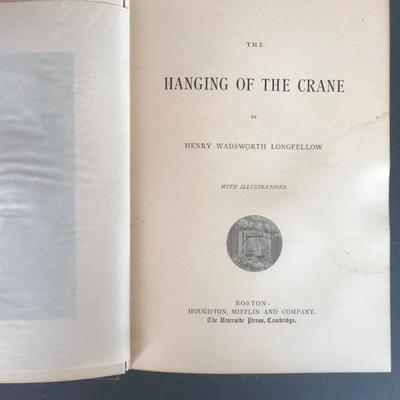 THE
HANGING OF THE CRANE
BY
HENRY WADSWORTH LONGFELLOW
WITH ILLUSTRATIONS
BOSTON:
HOUGHTON, MIFFLIN AND COMPANY.
The Riverside Press, Cambridge.